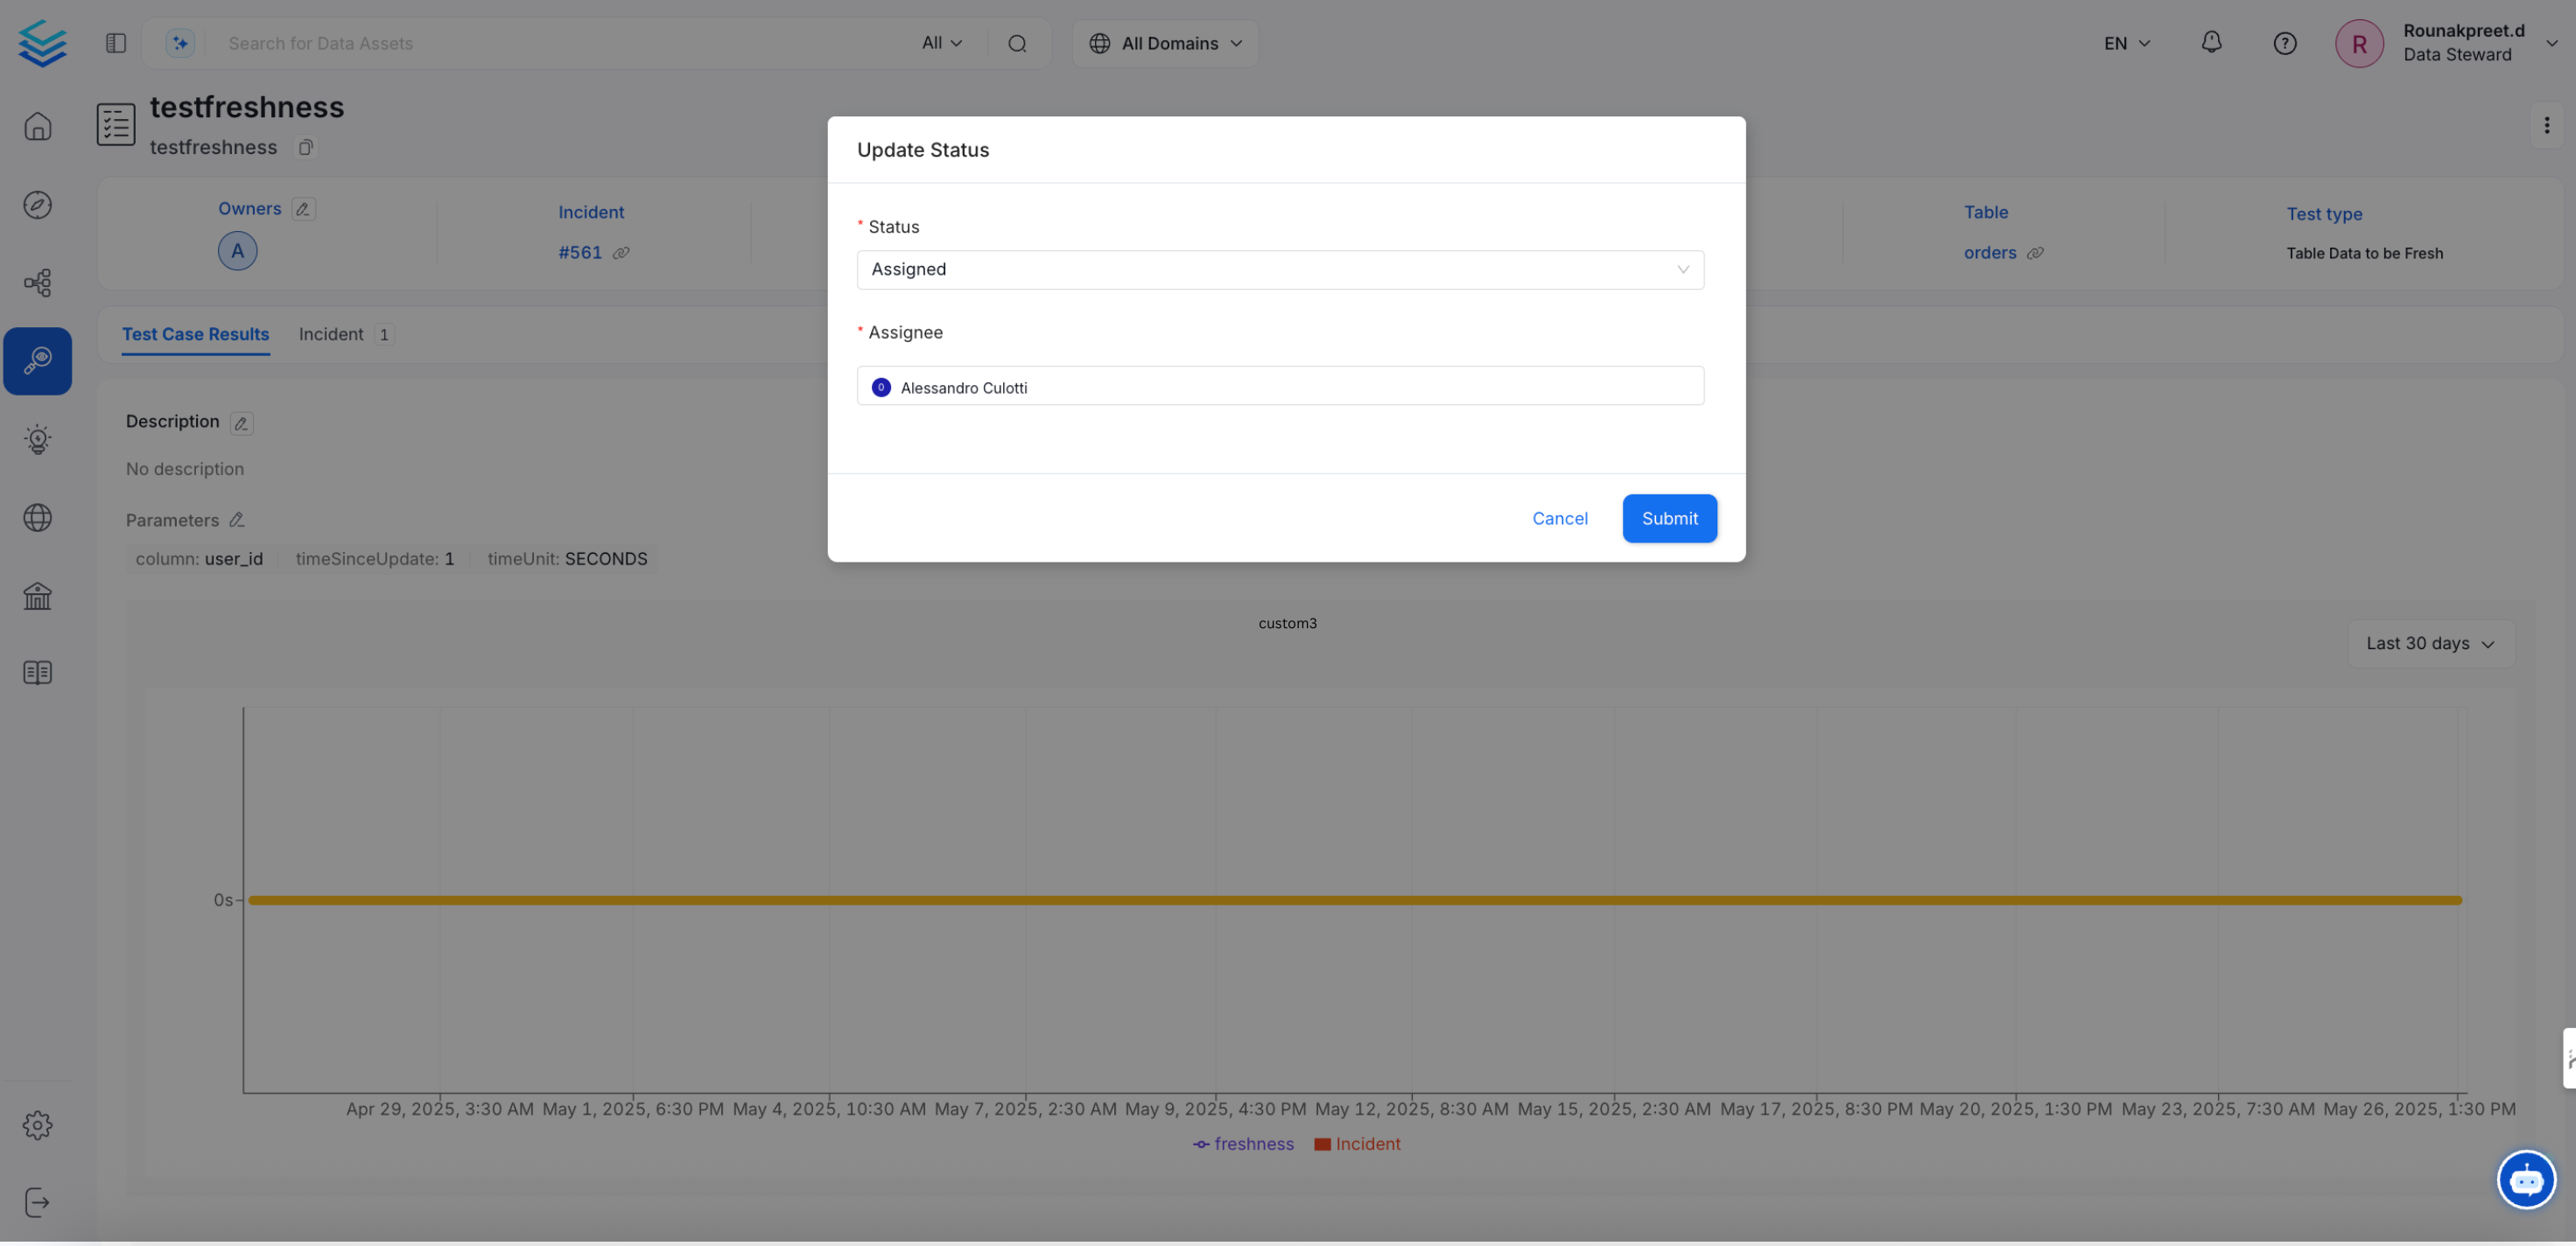 Search for Data Assets
All
All Domains
EN
R
Rounakpreet.d
Data Steward
testfreshness
testfreshness
Owners
A
Incident
#561
Table
orders
Test type
Table Data to be Fresh
Update Status
* Status
Assigned
* Assignee
0 Alessandro Culotti
Cancel
Submit
Test Case Results
Incident 1
Description
No description
Parameters
column: user_id timeSinceUpdate: 1 timeUnit: SECONDS
custom3
Last 30 days
0s
Apr 29, 2025, 3:30 AM May 1, 2025, 6:30 PM May 4, 2025, 10:30 AM May 7, 2025, 2:30 AM May 9, 2025, 4:30 PM May 12, 2025, 8:30 AM May 15, 2025, 2:30 AM May 17, 2025, 8:30 PM May 20, 2025, 1:30 PM May 23, 2025, 7:30 AM May 26, 2025, 1:30 PM
freshness Incident